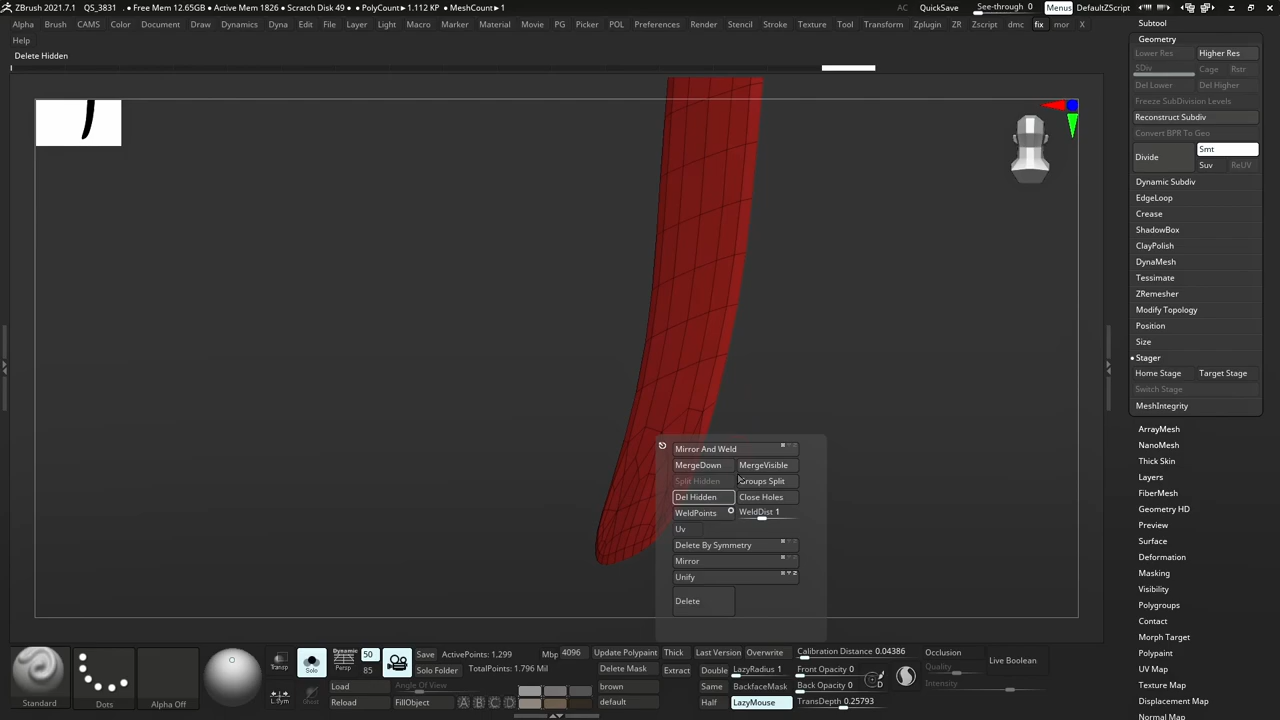 ZBrush 2021.7.1 QS_3831 • Free Mem 12.65GB • Active Mem 1826 • Scratch Disk 49 • PolyCount▸ 1.112 KP • MeshCount▸ 1 AC QuickSave See-through 0 Menus DefaultZScript
Alpha Brush CAMS Color Document Draw Dynamics Dyna Edit File Layer Light Macro Marker Material Movie PG Picker POL Preferences Render Stencil Stroke Texture Tool Transform Zplugin Zscript dmc fix mor X
Help
Delete Hidden
Subtool
Geometry
Lower Res Higher Res
SDiv Cage Rstr
Del Lower Del Higher
Freeze SubDivision Levels
Reconstruct Subdiv
Convert BPR To Geo
Divide Smt
Suv ReUV
Dynamic Subdiv
EdgeLoop
Crease
ShadowBox
ClayPolish
DynaMesh
Tessimate
ZRemesher
Modify Topology
Position
Size
Stager
Home Stage Target Stage
Switch Stage
MeshIntegrity
ArrayMesh
NanoMesh
Thick Skin
Layers
FiberMesh
Geometry HD
Preview
Surface
Deformation
Masking
Visibility
Polygroups
Contact
Morph Target
Polypaint
UV Map
Texture Map
Displacement Map
Normal Map
Mirror And Weld
MergeDown MergeVisible
Split Hidden Groups Split
Del Hidden Close Holes
WeldPoints WeldDist 1
Uv
Delete By Symmetry
Mirror
Unify
Delete
Standard
Dots
Alpha Off
Transp Solo Dynamic Persp 50 85
L.Sym Ghost
Save ActivePoints: 1,299
Solo Folder TotalPoints: 1.796 Mil
Load Angle Of View
Reload FillObject A S C D
Mbp 4096 Update Polypaint Thick Last Version Overwrite Calibration Distance 0.04386 Occlusion Live Boolean
Delete Mask Extract Double LazyRadius 1 Front Opacity 0 Quality
brown Same BackfaceMask Back Opacity 0 D Intensity
default Half LazyMouse TransDepth 0.25793